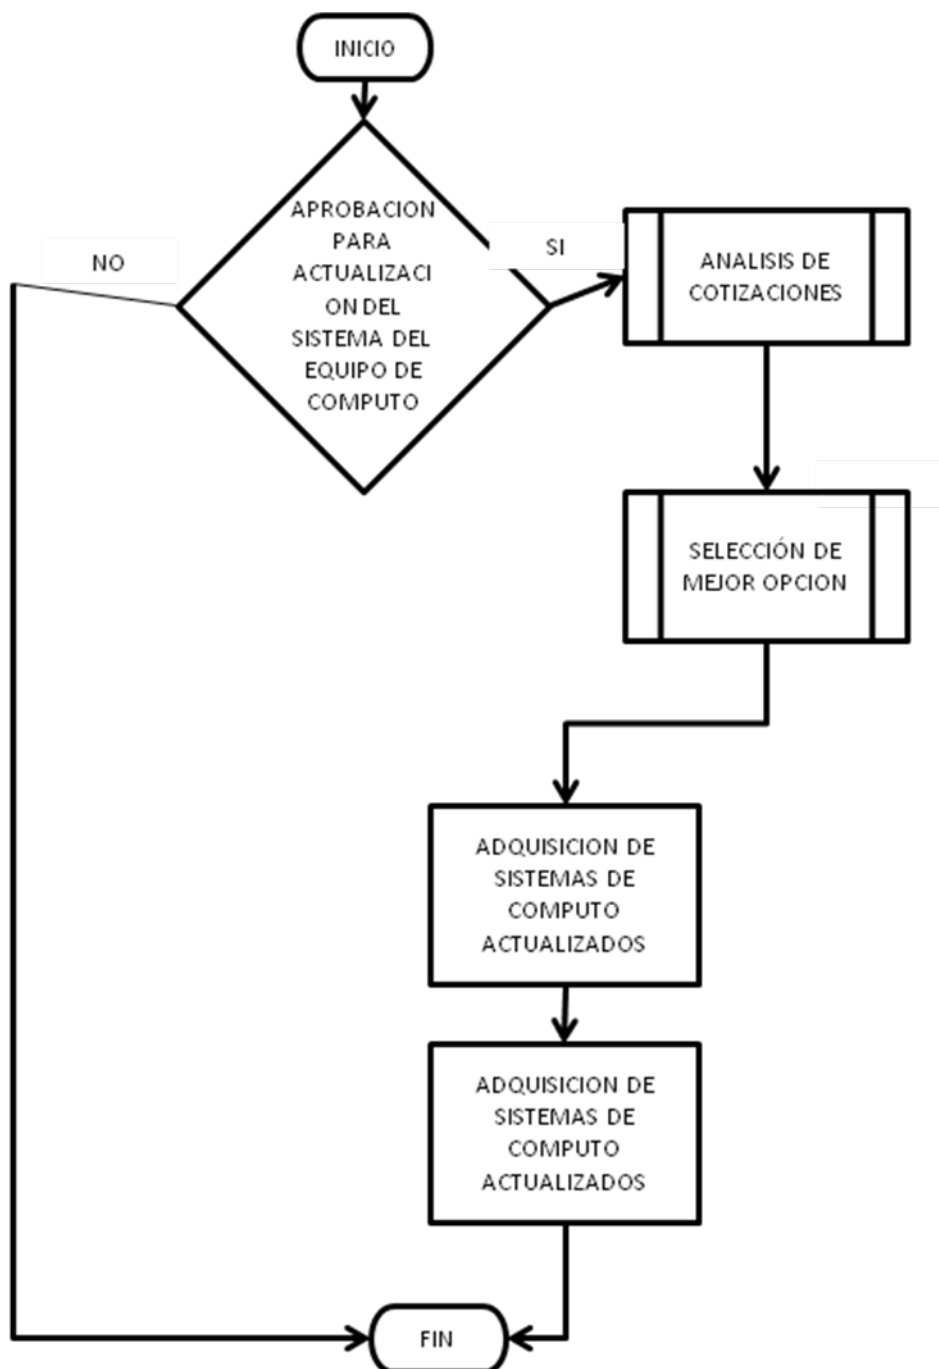 INICIO
APROBACION
PARA
ACTUALIZACI
ON DEL
SISTEMA DEL
EQUIPO DE
COMPUTO
NO
SI
ANALISIS DE
COTIZACIONES
SELECCIÓN DE
MEJOR OPCION
ADQUISICION DE
SISTEMAS DE
COMPUTO
ACTUALIZADOS
ADQUISICION DE
SISTEMAS DE
COMPUTO
ACTUALIZADOS
FIN